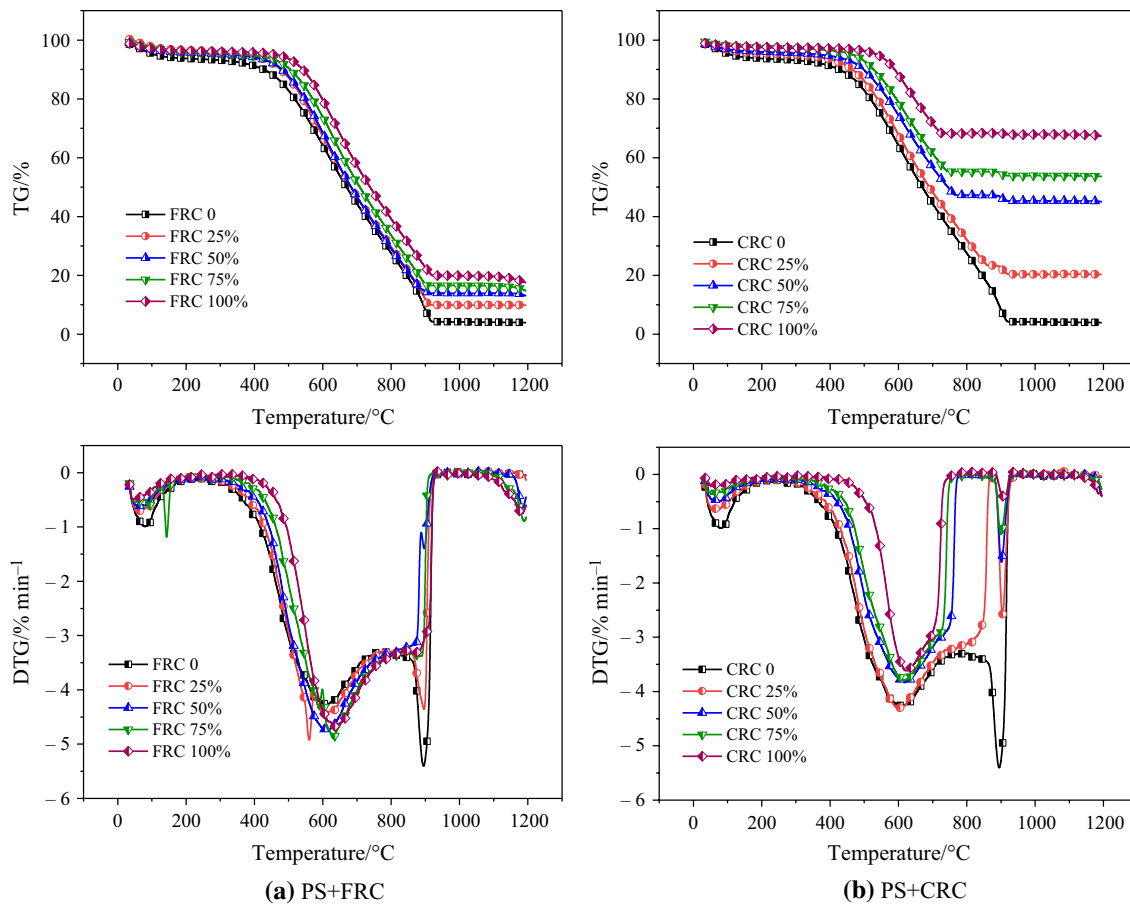 100
80
60
40
20
0
TG/%
FRC 0
FRC 25%
FRC 50%
FRC 75%
FRC 100%
0 200 400 600 800 1000 1200
Temperature/°C
100
80
60
40
20
0
TG/%
CRC 0
CRC 25%
CRC 50%
CRC 75%
CRC 100%
0 200 400 600 800 1000 1200
Temperature/°C
0
– 1
– 2
– 3
– 4
– 5
– 6
DTG/% min⁻¹
FRC 0
FRC 25%
FRC 50%
FRC 75%
FRC 100%
0 200 400 600 800 1000 1200
Temperature/°C
(a) PS+FRC
0
– 1
– 2
– 3
– 4
– 5
– 6
DTG/% min⁻¹
CRC 0
CRC 25%
CRC 50%
CRC 75%
CRC 100%
0 200 400 600 800 1000 1200
Temperature/°C
(b) PS+CRC